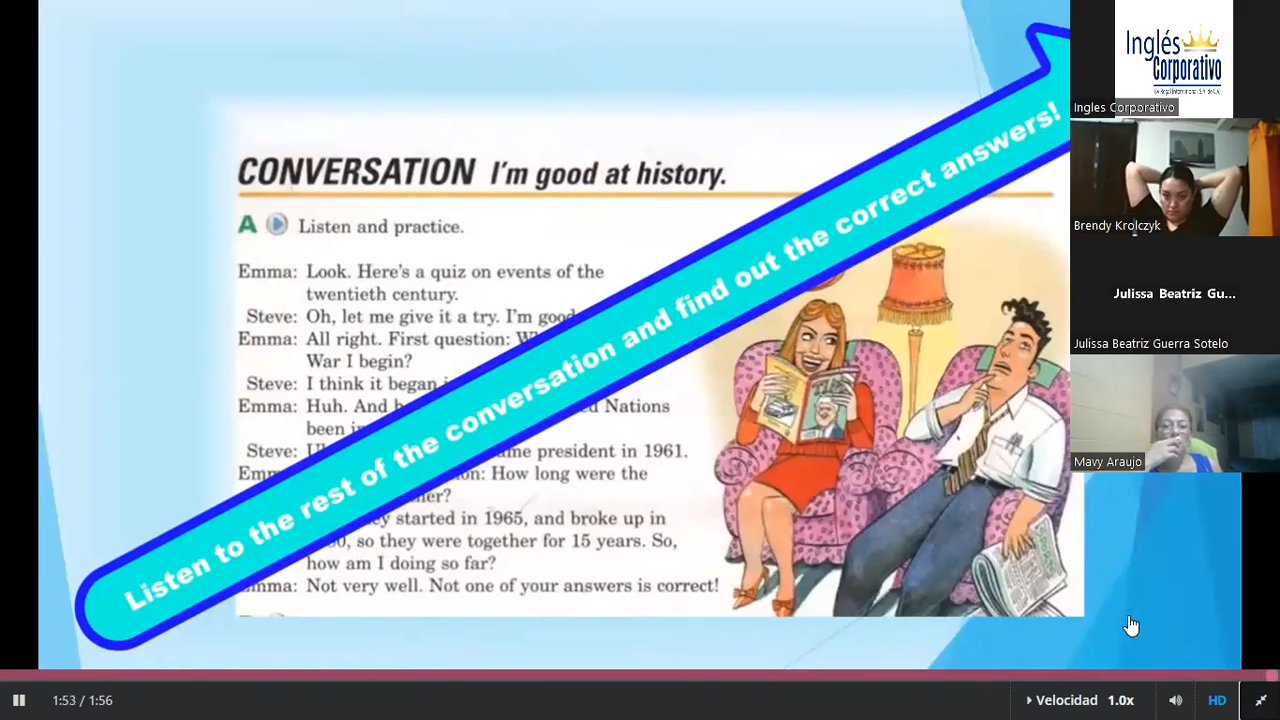 CONVERSATION I'm good at history.
A Listen and practice.
Emma: Look. Here's a quiz on events of the
twentieth century.
Steve: Oh, let me give it a try. I'm good
Emma: All right. First question:
War I begin?
Steve: I think it began
Emma: Huh. And Nations
been
Steve: president in 1961.
How long were the
started in 1965, and broke up in
so they were together for 15 years. So,
how am I doing so far?
Emma: Not very well. Not one of your answers is correct!
Listen to the rest of the conversation and find out the correct answers!
Inglés
Corporativo
Ingles Corporativo
Brendy Krolczyk
Julissa Beatriz Gu...
Julissa Beatriz Guerra Sotelo
Mavy Araujo
1:53 / 1:56
Velocidad 1.0x
HD